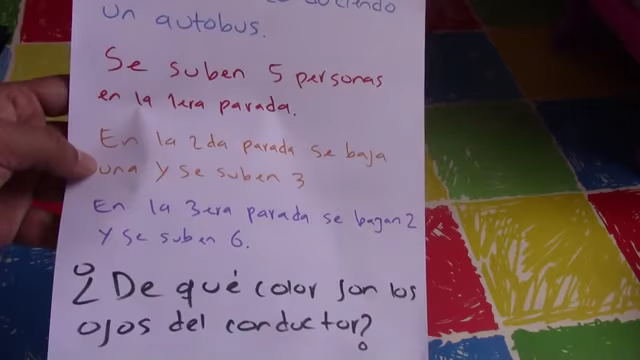 un autobus.
Se suben 5 personas
en la 1era parada.
En la 2da parada se baja
una y se suben 3
En la 3era parada se bajan 2
y se suben 6.
¿De qué color son los
ojos del conductor?